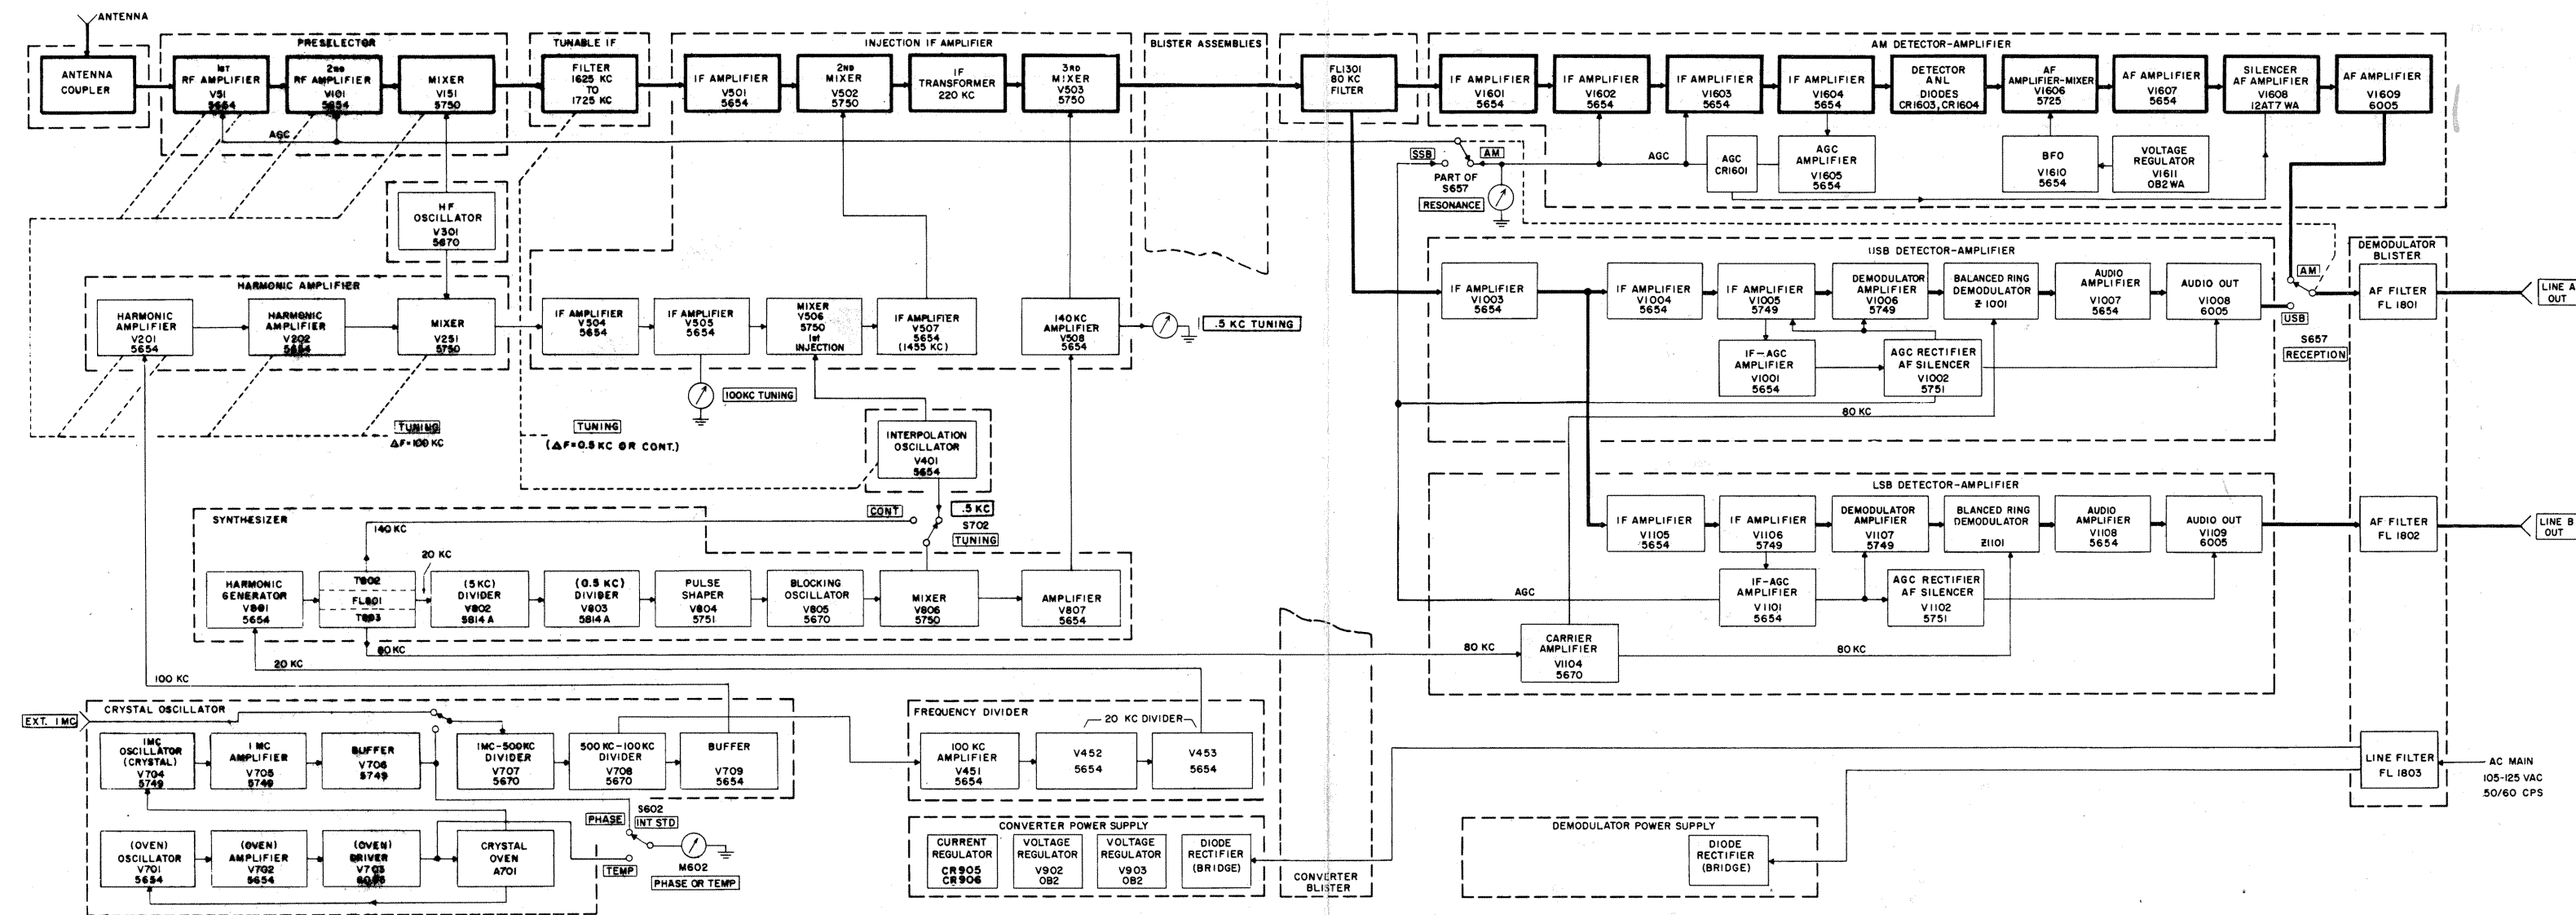 ANTENNA
ANTENNA
COUPLER
PRESELECTOR
1ST
RF AMPLIFIER
V51
5654
2ND
RF AMPLIFIER
V101
5654
MIXER
V151
5750
AGC
TUNABLE IF
FILTER
1625 KC
TO
1725 KC
INJECTION IF AMPLIFIER
IF AMPLIFIER
V501
5654
2ND
MIXER
V502
5750
IF
TRANSFORMER
220 KC
3RD
MIXER
V503
5750
BLISTER ASSEMBLIES
FL1301
80 KC
FILTER
AM DETECTOR-AMPLIFIER
IF AMPLIFIER
V1601
5654
IF AMPLIFIER
V1602
5654
IF AMPLIFIER
V1603
5654
IF AMPLIFIER
V1604
5654
DETECTOR
ANL
DIODES
CR1603, CR1604
AF
AMPLIFIER-MIXER
V1606
5725
AF AMPLIFIER
V1607
5654
SILENCER
AF AMPLIFIER
V1608
12AT7 WA
AF AMPLIFIER
V1609
6005
SSB
AM
PART OF
S657
RESONANCE
AGC
AGC
CR1601
AGC
AMPLIFIER
V1605
5654
BFO
V1610
5654
VOLTAGE
REGULATOR
V1611
OB2WA
HF
OSCILLATOR
V301
5670
HARMONIC AMPLIFIER
HARMONIC
AMPLIFIER
V201
5654
HARMONIC
AMPLIFIER
V202
5654
MIXER
V251
5750
IF AMPLIFIER
V504
5654
IF AMPLIFIER
V505
5654
MIXER
V506
5750
1st
INJECTION
IF AMPLIFIER
V507
5654
(1455 KC)
140 KC
AMPLIFIER
V508
5654
.5 KC TUNING
100KC TUNING
TUNING
ΔF=100 KC
TUNING
(ΔF=0.5 KC OR CONT.)
INTERPOLATION
OSCILLATOR
V401
5654
USB DETECTOR-AMPLIFIER
IF AMPLIFIER
V1003
5654
IF AMPLIFIER
V1004
5654
IF AMPLIFIER
V1005
5749
DEMODULATOR
AMPLIFIER
V1006
5749
BALANCED RING
DEMODULATOR
Z 1001
AUDIO
AMPLIFIER
V1007
5654
AUDIO OUT
V1008
6005
IF-AGC
AMPLIFIER
V1001
5654
AGC RECTIFIER
AF SILENCER
V1002
5751
80 KC
AM
USB
S657
RECEPTION
DEMODULATOR
BLISTER
AF FILTER
FL 1801
LINE A
OUT
SYNTHESIZER
140 KC
20 KC
CONT
.5 KC
S702
TUNING
HARMONIC
GENERATOR
V801
5654
T802
FL801
T803
(5 KC)
DIVIDER
V802
5814 A
(0.5 KC)
DIVIDER
V803
5814 A
PULSE
SHAPER
V804
5751
BLOCKING
OSCILLATOR
V805
5670
MIXER
V806
5750
AMPLIFIER
V807
5654
80 KC
20 KC
100 KC
LSB DETECTOR-AMPLIFIER
IF AMPLIFIER
V1105
5654
IF AMPLIFIER
V1106
5749
DEMODULATOR
AMPLIFIER
V1107
5749
BLANCED RING
DEMODULATOR
Z1101
AUDIO
AMPLIFIER
V1108
5654
AUDIO OUT
V1109
6005
AF FILTER
FL 1802
LINE B
OUT
AGC
IF-AGC
AMPLIFIER
V1101
5654
AGC RECTIFIER
AF SILENCER
V1102
5751
80 KC
CARRIER
AMPLIFIER
V1104
5670
80 KC
EXT. 1 MC
CRYSTAL OSCILLATOR
1MC
OSCILLATOR
(CRYSTAL)
V704
5749
1 MC
AMPLIFIER
V705
5749
BUFFER
V706
5749
1MC-500KC
DIVIDER
V707
5670
500 KC-100KC
DIVIDER
V708
5670
BUFFER
V709
5654
FREQUENCY DIVIDER
20 KC DIVIDER
100 KC
AMPLIFIER
V451
5654
V452
5654
V453
5654
LINE FILTER
FL 1803
AC MAIN
105-125 VAC
50/60 CPS
(OVEN)
OSCILLATOR
V701
5654
(OVEN)
AMPLIFIER
V702
5654
(OVEN)
DRIVER
V703
CRYSTAL
OVEN
A701
S602
PHASE
INT STD
TEMP
M602
PHASE OR TEMP
CONVERTER POWER SUPPLY
CURRENT
REGULATOR
CR905
CR906
VOLTAGE
REGULATOR
V902
OB2
VOLTAGE
REGULATOR
V903
OB2
DIODE
RECTIFIER
(BRIDGE)
CONVERTER
BLISTER
DEMODULATOR POWER SUPPLY
DIODE
RECTIFIER
(BRIDGE)